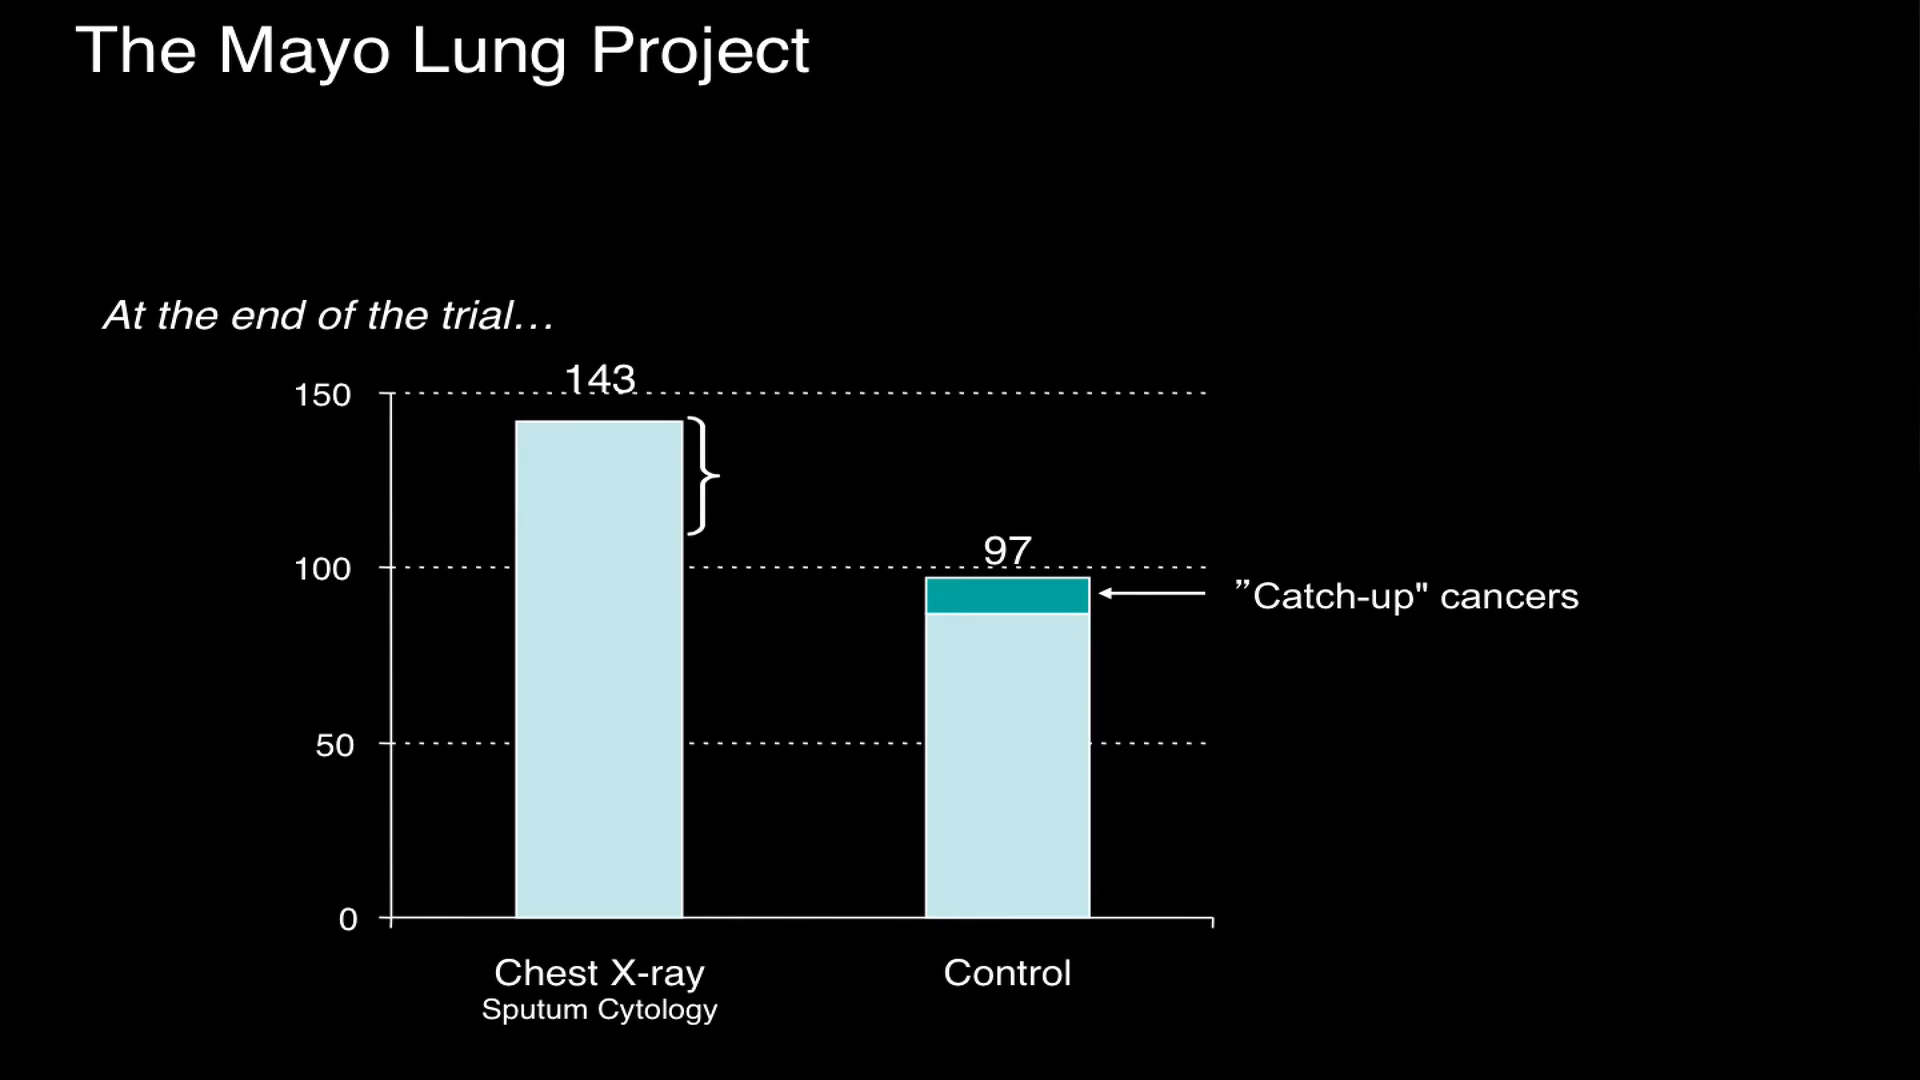 The Mayo Lung Project
At the end of the trial…
143
150
97
100
”Catch-up" cancers
50
0
Chest X-ray
Sputum Cytology
Control